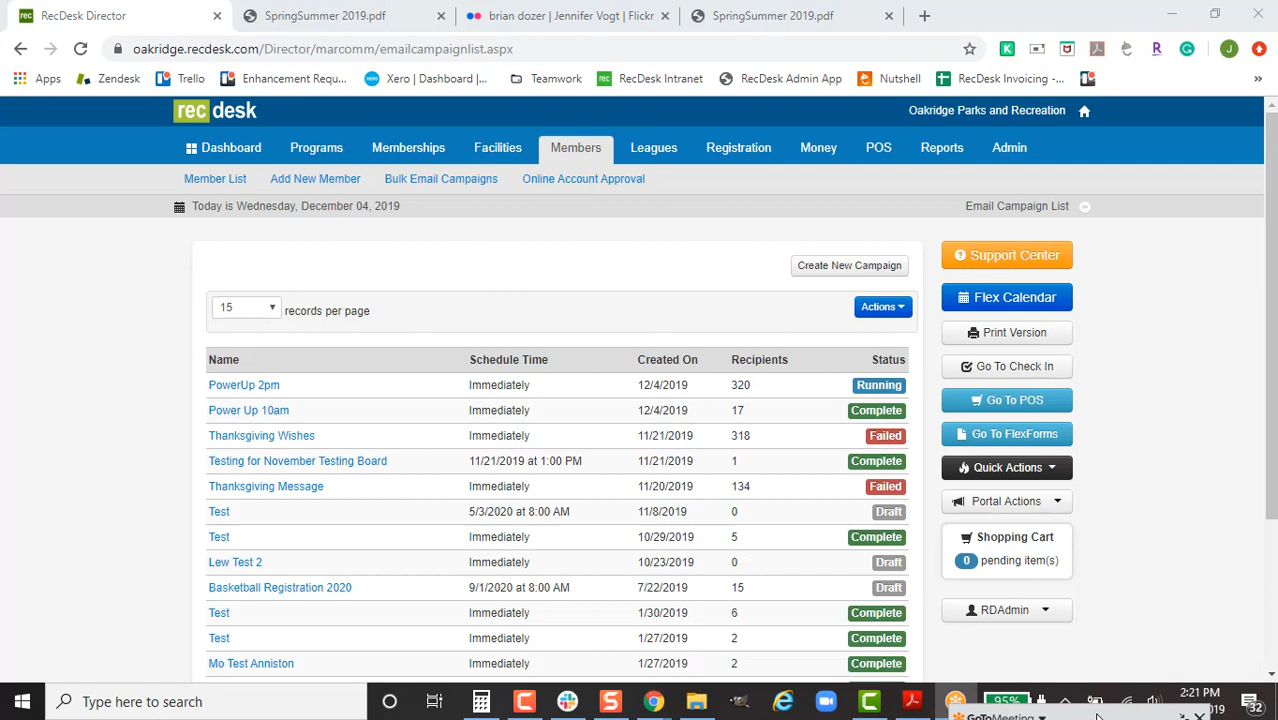 RecDesk Director
SpringSummer 2019.pdf
brian dozer | Jennifer Vogt | Flickr
SpringSummer 2019.pdf
oakridge.recdesk.com/Director/marcomm/emailcampaignlist.aspx
Apps
Zendesk
Trello
Enhancement Requ...
Xero | Dashboard |...
Teamwork
RecDesk Intranet
RecDesk Admin App
Nutshell
RecDesk Invoicing -...
rec desk
Oakridge Parks and Recreation
Dashboard
Programs
Memberships
Facilities
Members
Leagues
Registration
Money
POS
Reports
Admin
Member List
Add New Member
Bulk Email Campaigns
Online Account Approval
Today is Wednesday, December 04, 2019
Email Campaign List
Create New Campaign
15 records per page
Actions
Name Schedule Time Created On Recipients Status
PowerUp 2pm Immediately 12/4/2019 320 Running
Power Up 10am Immediately 12/4/2019 17 Complete
Thanksgiving Wishes Immediately 11/21/2019 318 Failed
Testing for November Testing Board 11/21/2019 at 1:00 PM 11/21/2019 1 Complete
Thanksgiving Message Immediately 11/20/2019 134 Failed
Test 5/3/2020 at 8:00 AM 11/8/2019 0 Draft
Test Immediately 10/29/2019 5 Complete
Lew Test 2 Immediately 10/23/2019 0 Draft
Basketball Registration 2020 9/1/2020 at 8:00 AM 7/22/2019 15 Draft
Test Immediately 1/30/2019 6 Complete
Test Immediately 1/27/2019 2 Complete
Mo Test Anniston Immediately 1/27/2019 2 Complete
Support Center
Flex Calendar
Print Version
Go To Check In
Go To POS
Go To FlexForms
Quick Actions
Portal Actions
Shopping Cart
0 pending item(s)
RDAdmin
Type here to search
95%
2:21 PM
2019
32
GoToMeeting